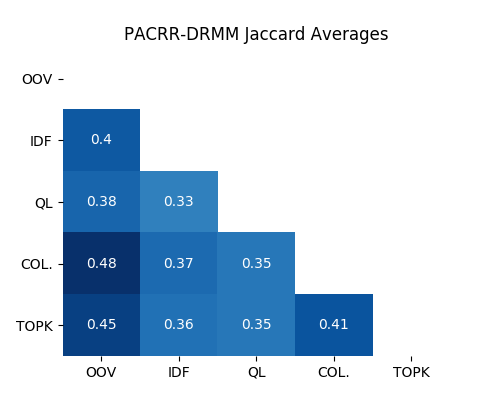 PACRR-DRMM Jaccard Averages
OOV
IDF 0.4
QL 0.38 0.33
COL. 0.48 0.37 0.35
TOPK 0.45 0.36 0.35 0.41
OOV IDF QL COL. TOPK